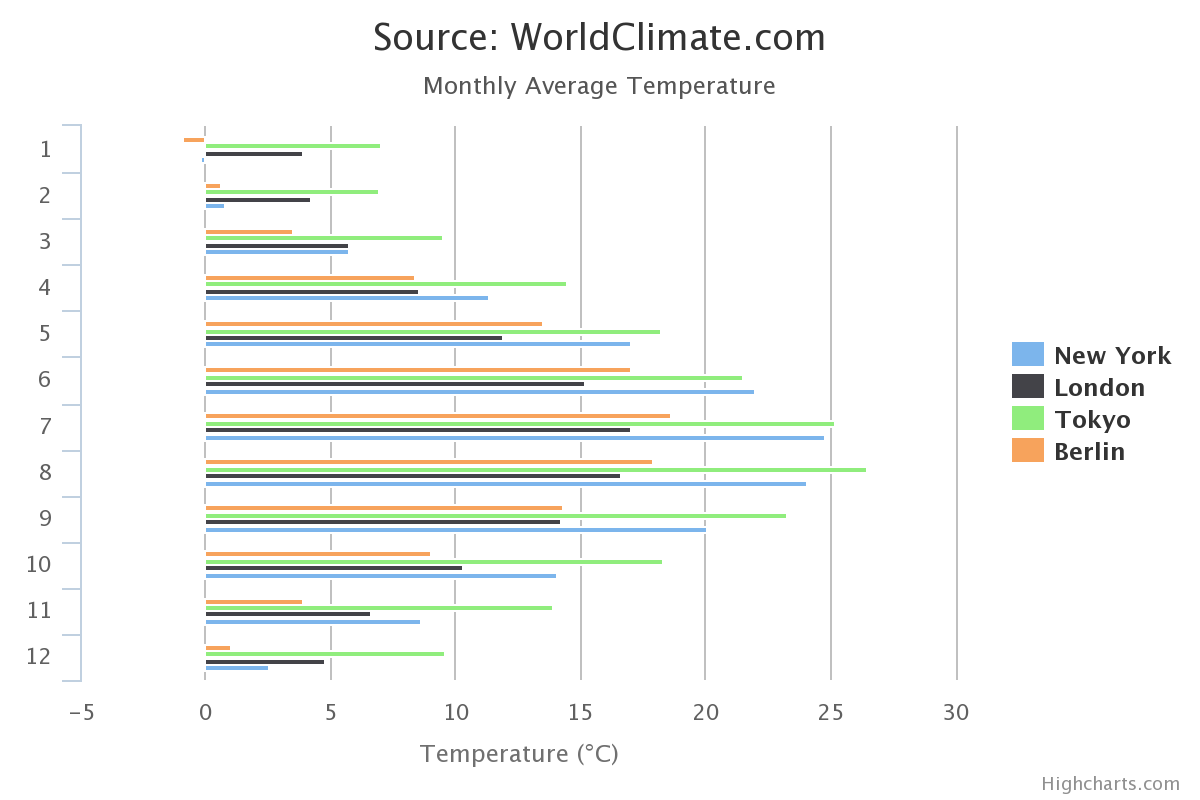 Source: WorldClimate.com
Monthly Average Temperature
1
2
3
4
5
6
7
8
9
10
11
12
New York
London
Tokyo
Berlin
−5 0 5 10 15 20 25 30
Temperature (°C)
Highcharts.com